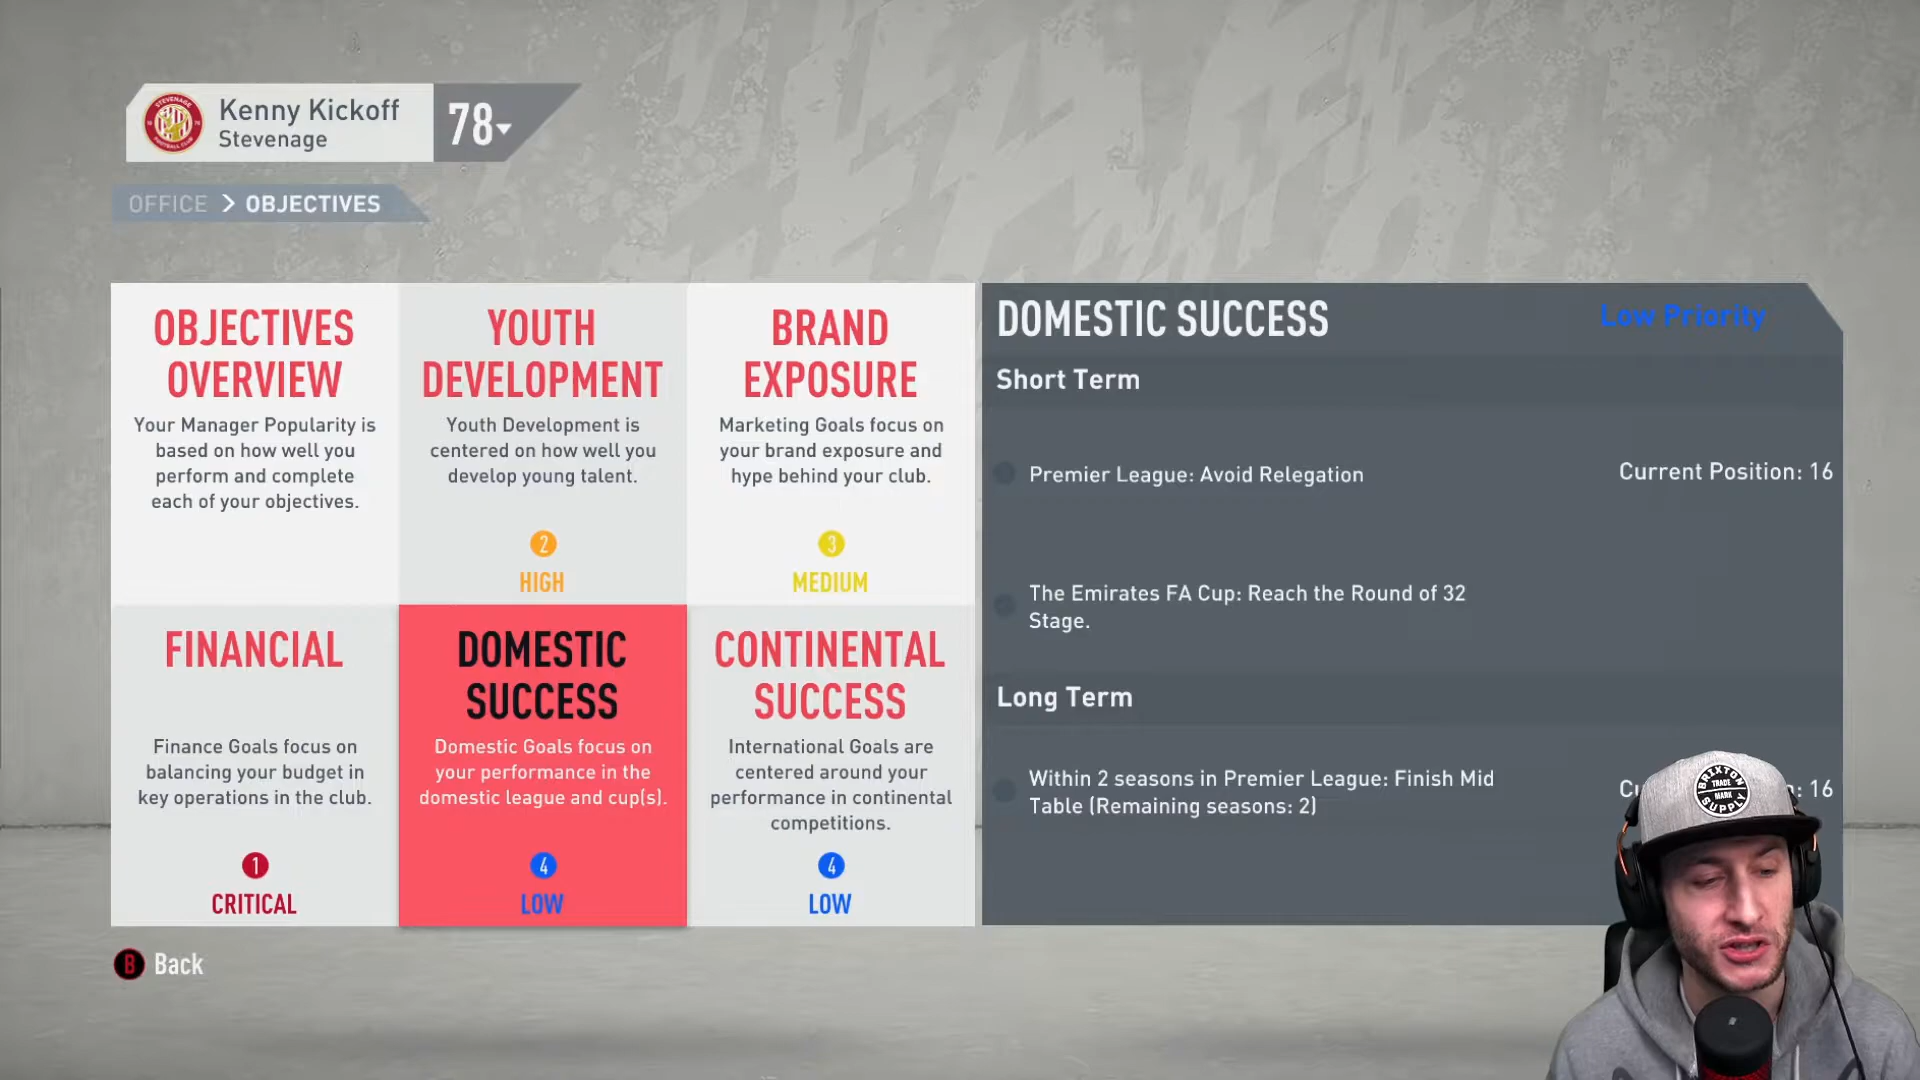 Kenny Kickoff
Stevenage
78
OFFICE > OBJECTIVES
OBJECTIVES
OVERVIEW
Your Manager Popularity is
based on how well you
perform and complete
each of your objectives.
YOUTH
DEVELOPMENT
Youth Development is
centered on how well you
develop young talent.
2
HIGH
BRAND
EXPOSURE
Marketing Goals focus on
your brand exposure and
hype behind your club.
3
MEDIUM
FINANCIAL
Finance Goals focus on
balancing your budget in
key operations in the club.
1
CRITICAL
DOMESTIC
SUCCESS
Domestic Goals focus on
your performance in the
domestic league and cup(s).
4
LOW
CONTINENTAL
SUCCESS
International Goals are
centered around your
performance in continental
competitions.
4
LOW
DOMESTIC SUCCESS
Low Priority
Short Term
Premier League: Avoid Relegation
Current Position: 16
The Emirates FA Cup: Reach the Round of 32
Stage.
Long Term
Within 2 seasons in Premier League: Finish Mid
Table (Remaining seasons: 2)
: 16
BRIXTON
TRADE
MARK
SUPPLY
B Back